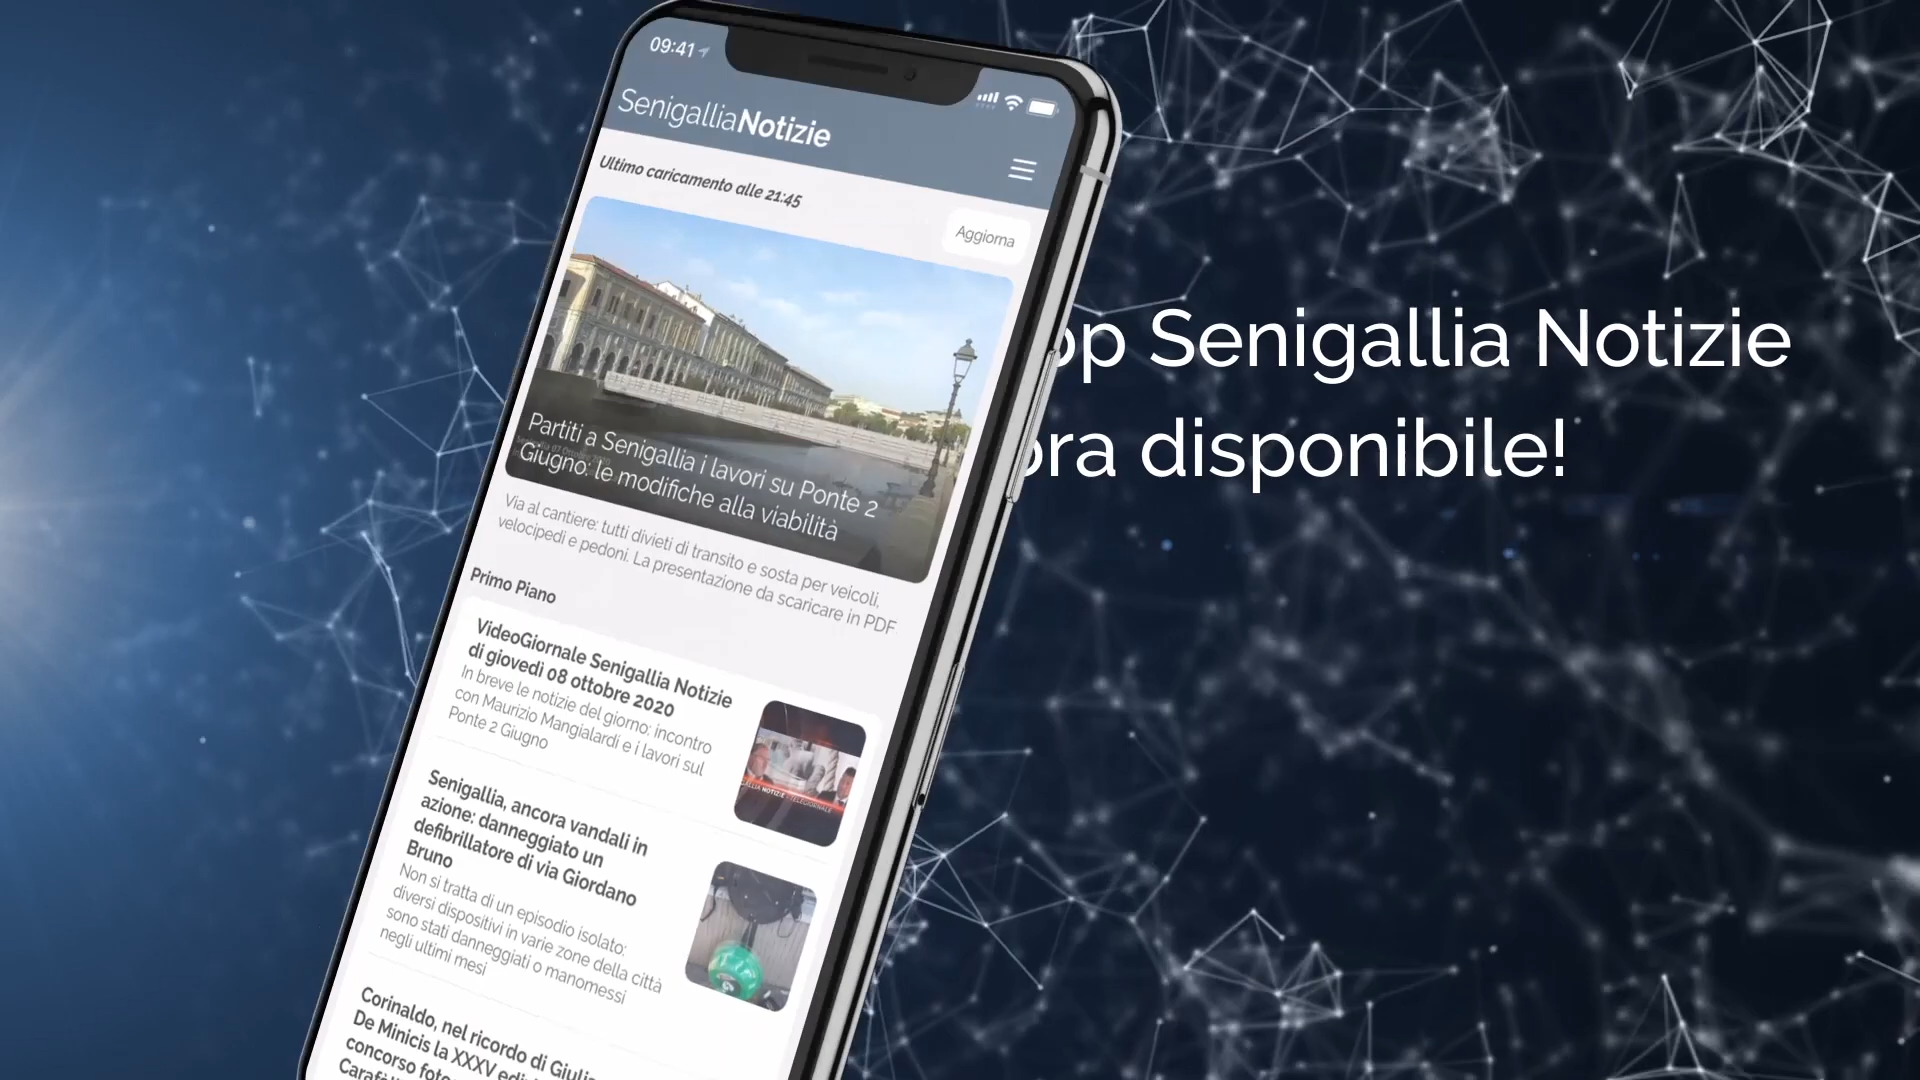 09:41
SenigalliaNotizie
Ultimo caricamento alle 21:45
Aggiorna
Partiti a Senigallia i lavori su Ponte 2
Giugno: le modifiche alla viabilità
Via al cantiere: tutti divieti di transito e sosta per veicoli,
velocipedi e pedoni. La presentazione da scaricare in PDF
Primo Piano
VideoGiornale Senigallia Notizie
di giovedì 08 ottobre 2020
In breve le notizie del giorno: incontro
con Maurizio Mangialardi e i lavori sul
Ponte 2 Giugno
NOTIZIE
Senigallia, ancora vandali in
azione: danneggiato un
defibrillatore di via Giordano
Bruno
Non si tratta di un episodio isolato:
diversi dispositivi in varie zone della città
sono stati danneggiati o manomessi
negli ultimi mesi
Corinaldo, nel ricordo di
De Minicis la XXXV
concorso
pp Senigallia Notizie
ora disponibile!